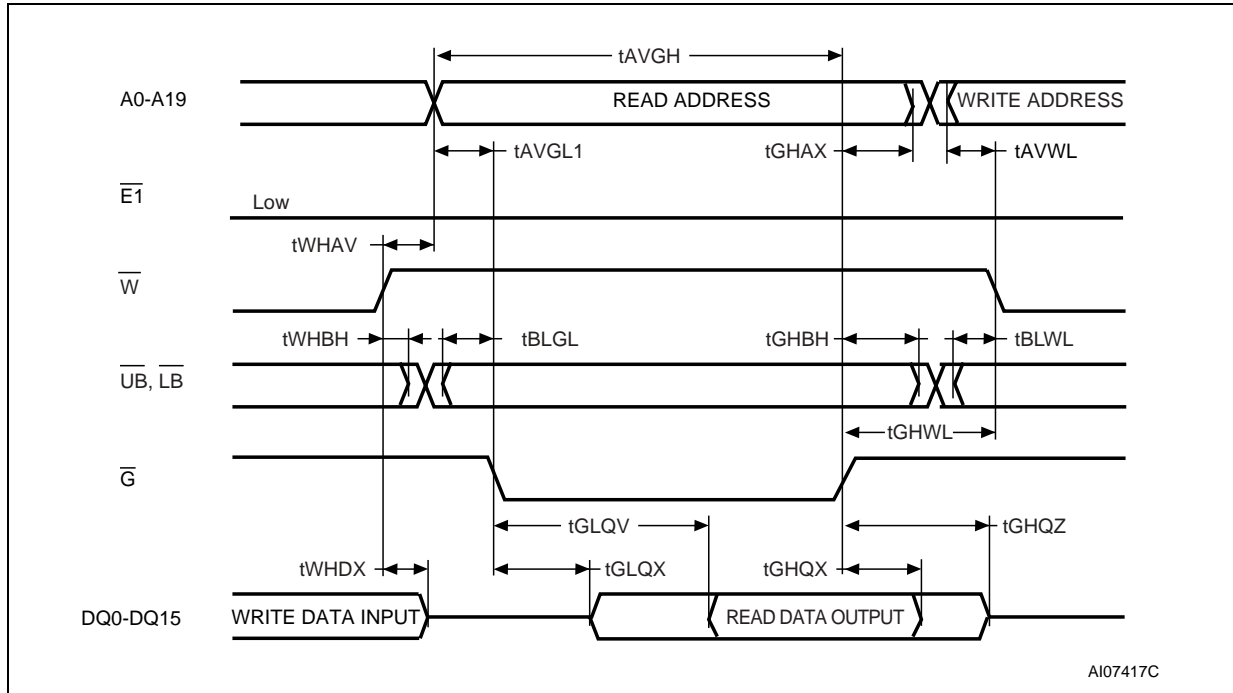 tAVGH
A0-A19
READ ADDRESS
WRITE ADDRESS
tAVGL1
tGHAX
tAVWL
E1
Low
tWHAV
W
tWHBH
tBLGL
tGHBH
tBLWL
UB, LB
tGHWL
G
tGLQV
tGHQZ
tWHDX
tGLQX
tGHQX
DQ0-DQ15
WRITE DATA INPUT
READ DATA OUTPUT
AI07417C